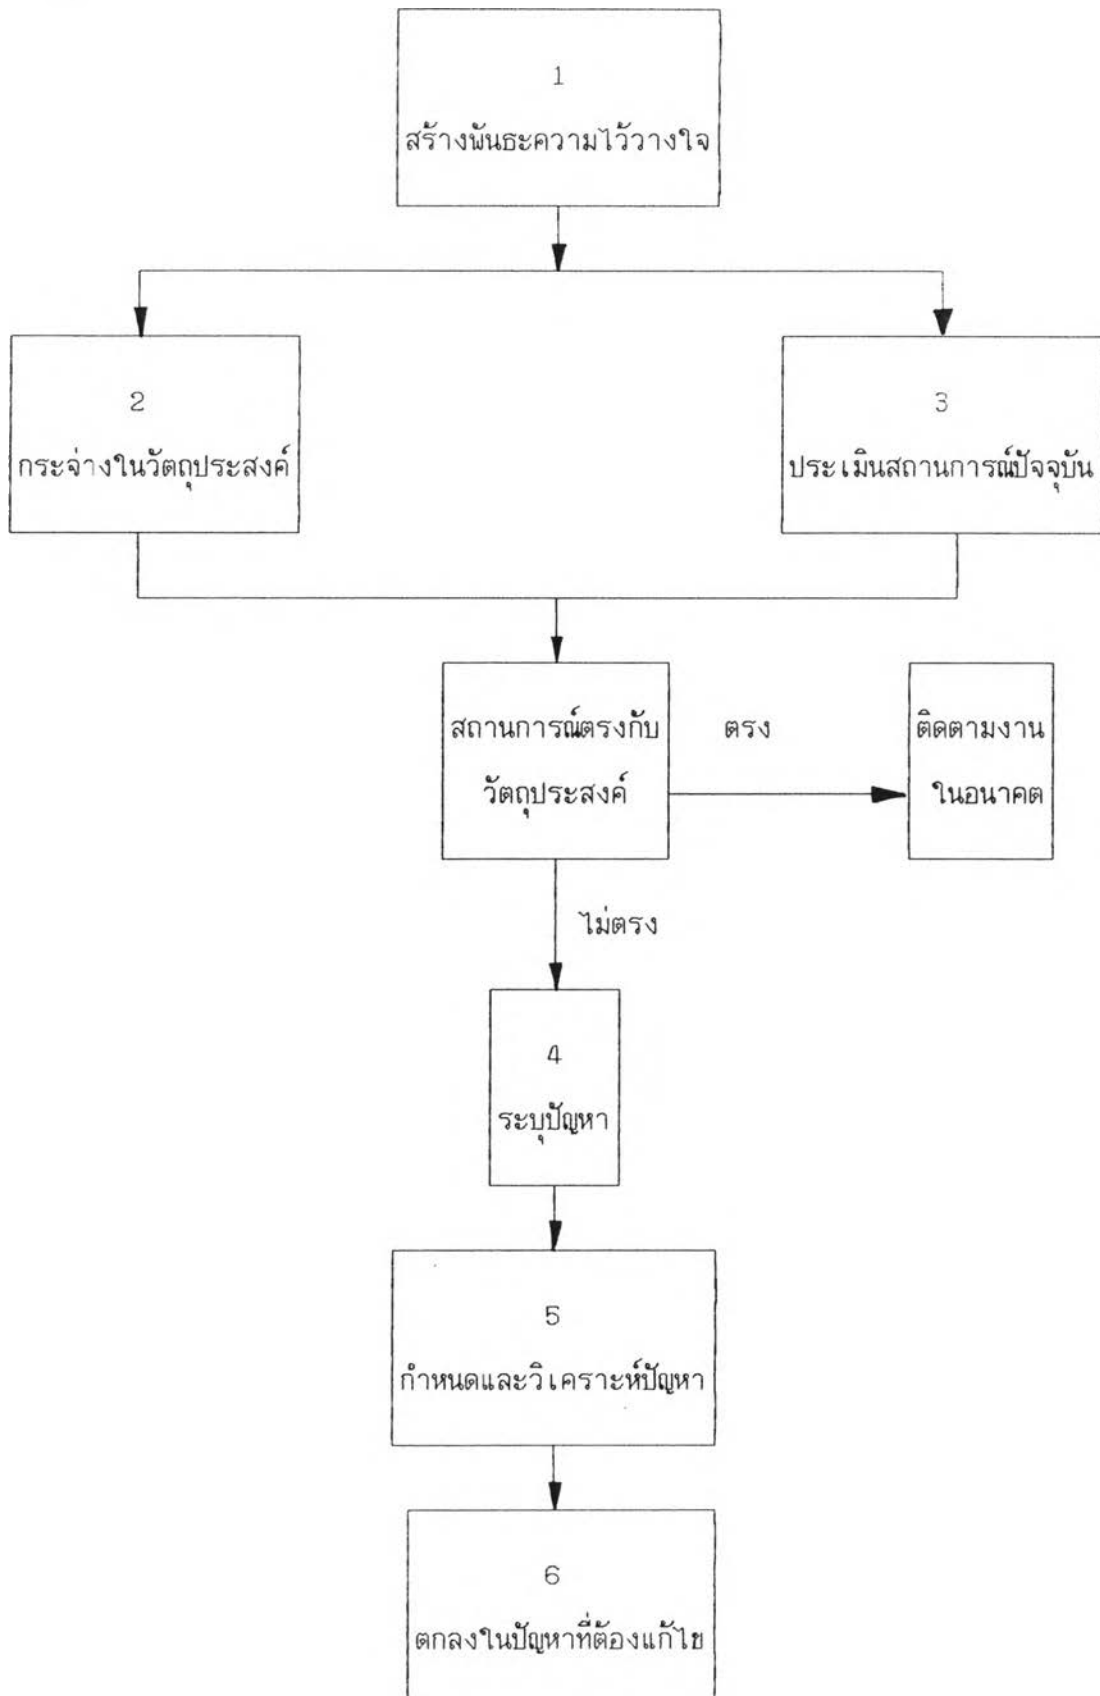 1
สร้างพันธะความไว้วางใจ
2
กระจ่างในวัตถุประสงค์
3
ประเมินสถานการณ์ปัจจุบัน
สถานการณ์ตรงกับ
วัตถุประสงค์
ตรง
ติดตามงาน
ในอนาคต
ไม่ตรง
4
ระบุปัญหา
5
กำหนดและวิเคราะห์ปัญหา
6
ตกลงในปัญหาที่ต้องแก้ไข